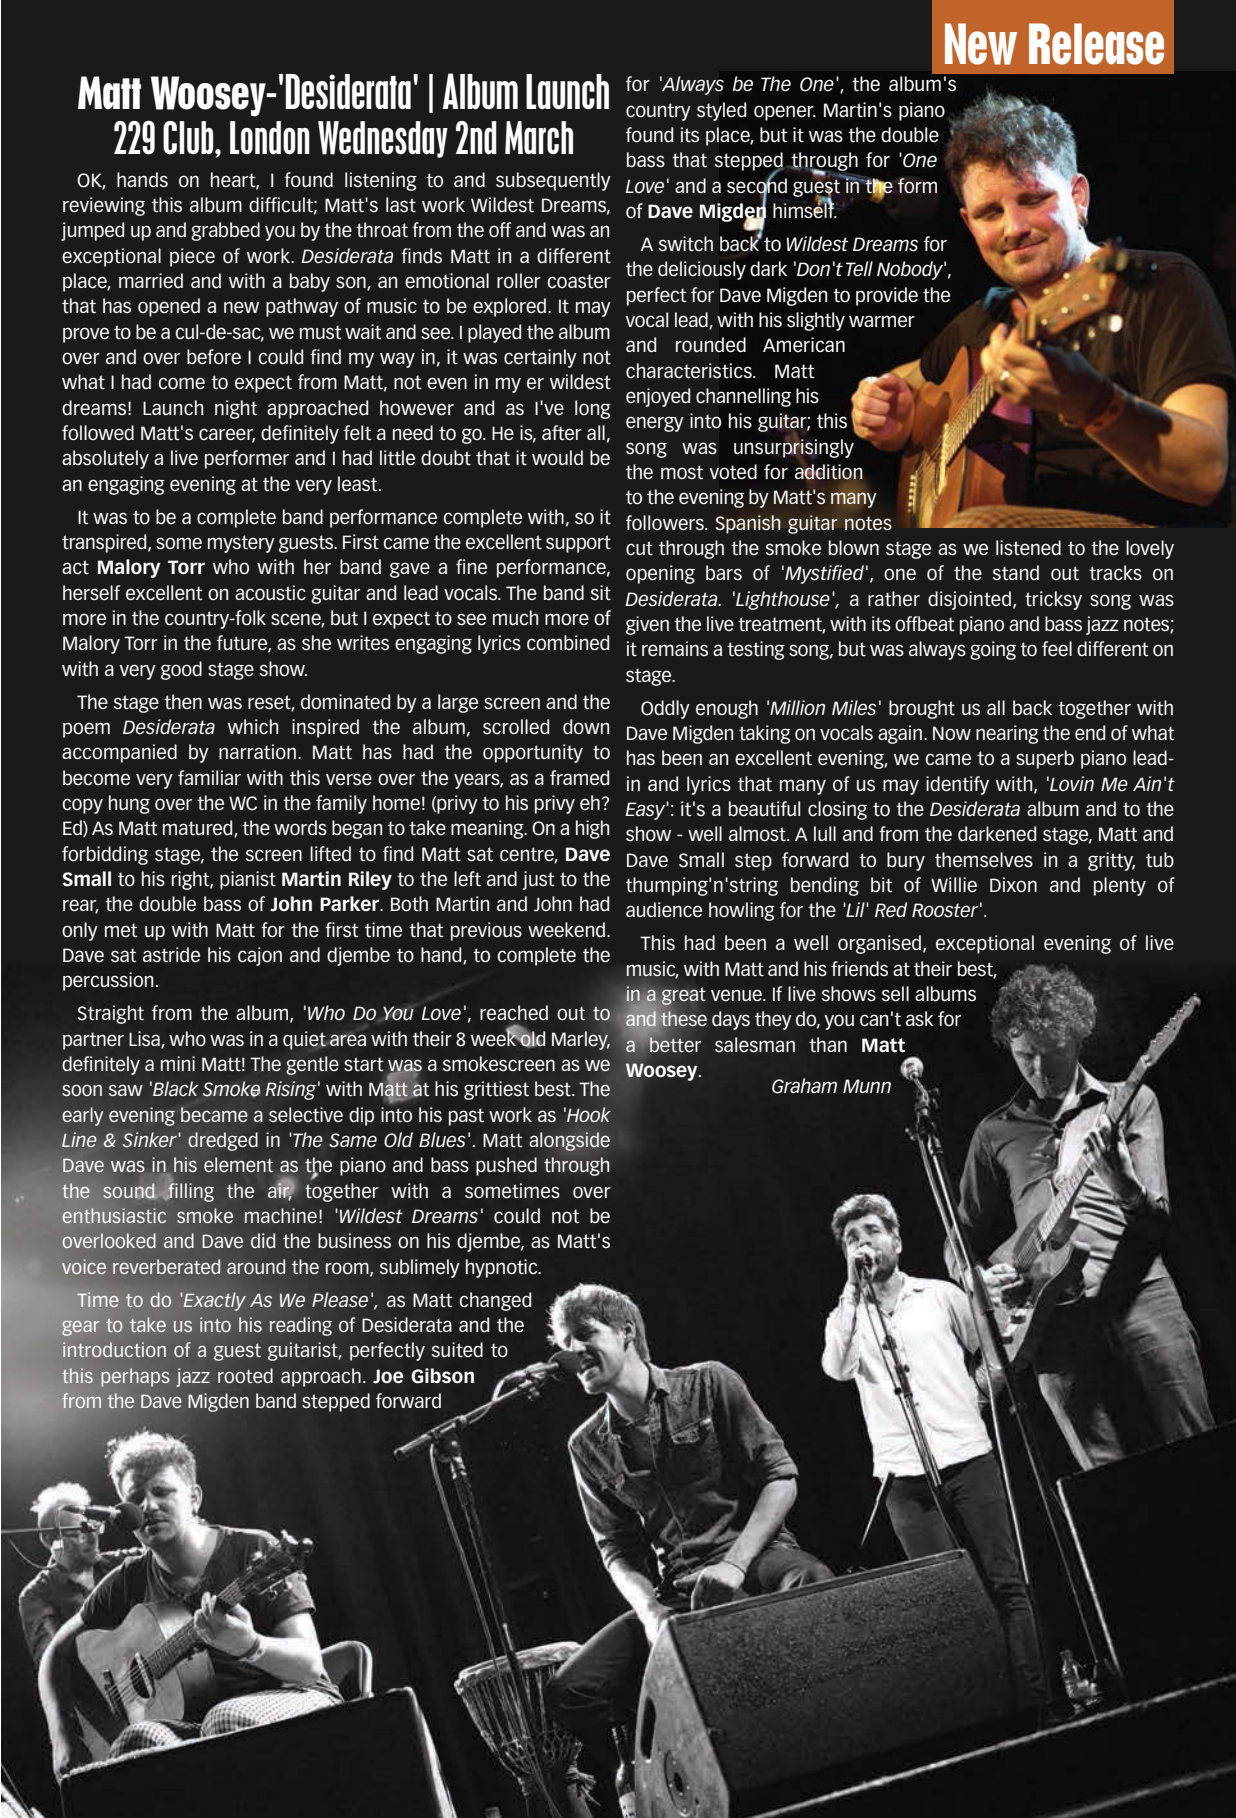 New Release
Matt Woosey-'Desiderata' | Album Launch
229 Club, London Wednesday 2nd March
OK, hands on heart, I found listening to and subsequently
reviewing this album difficult; Matt's last work Wildest Dreams,
jumped up and grabbed you by the throat from the off and was an
exceptional piece of work. Desiderata finds Matt in a different
place, married and with a baby son, an emotional roller coaster
that has opened a new pathway of music to be explored. It may
prove to be a cul-de-sac, we must wait and see. I played the album
over and over before I could find my way in, it was certainly not
what I had come to expect from Matt, not even in my er wildest
dreams! Launch night approached however and as I've long
followed Matt's career, definitely felt a need to go. He is, after all,
absolutely a live performer and I had little doubt that it would be
an engaging evening at the very least.
It was to be a complete band performance complete with, so it
transpired, some mystery guests. First came the excellent support
act Malory Torr who with her band gave a fine performance,
herself excellent on acoustic guitar and lead vocals. The band sit
more in the country-folk scene, but I expect to see much more of
Malory Torr in the future, as she writes engaging lyrics combined
with a very good stage show.
The stage then was reset, dominated by a large screen and the
poem Desiderata which inspired the album, scrolled down
accompanied by narration. Matt has had the opportunity to
become very familiar with this verse over the years, as a framed
copy hung over the WC in the family home! (privy to his privy eh?
Ed) As Matt matured, the words began to take meaning. On a high
forbidding stage, the screen lifted to find Matt sat centre, Dave
Small to his right, pianist Martin Riley to the left and just to the
rear, the double bass of John Parker. Both Martin and John had
only met up with Matt for the first time that previous weekend.
Dave sat astride his cajon and djembe to hand, to complete the
percussion.
Straight from the album, 'Who Do You Love', reached out to
partner Lisa, who was in a quiet area with their 8 week old Marley,
definitely a mini Matt! The gentle start was a smokescreen as we
soon saw 'Black Smoke Rising' with Matt at his grittiest best. The
early evening became a selective dip into his past work as 'Hook
Line & Sinker' dredged in 'The Same Old Blues'. Matt alongside
Dave was in his element as the piano and bass pushed through
the sound filling the air, together with a sometimes over
enthusiastic smoke machine! 'Wildest Dreams' could not be
overlooked and Dave did the business on his djembe, as Matt's
voice reverberated around the room, sublimely hypnotic.
Time to do 'Exactly As We Please', as Matt changed
gear to take us into his reading of Desiderata and the
introduction of a guest guitarist, perfectly suited to
this perhaps jazz rooted approach. Joe Gibson
from the Dave Migden band stepped forward
for 'Always be The One', the album's
country styled opener. Martin's piano
found its place, but it was the double
bass that stepped through for 'One
Love' and a second guest in the form
of Dave Migden himself.
A switch back to Wildest Dreams for
the deliciously dark 'Don't Tell Nobody',
perfect for Dave Migden to provide the
vocal lead, with his slightly warmer
and rounded American
characteristics. Matt
enjoyed channelling his
energy into his guitar; this
song was unsurprisingly
the most voted for addition
to the evening by Matt's many
followers. Spanish guitar notes
cut through the smoke blown stage as we listened to the lovely
opening bars of 'Mystified', one of the stand out tracks on
Desiderata. 'Lighthouse', a rather disjointed, tricksy song was
given the live treatment, with its offbeat piano and bass jazz notes;
it remains a testing song, but was always going to feel different on
stage.
Oddly enough 'Million Miles' brought us all back together with
Dave Migden taking on vocals again. Now nearing the end of what
has been an excellent evening, we came to a superb piano lead-
in and lyrics that many of us may identify with, 'Lovin Me Ain't
Easy': it's a beautiful closing to the Desiderata album and to the
show - well almost. A lull and from the darkened stage, Matt and
Dave Small step forward to bury themselves in a gritty, tub
thumping'n'string bending bit of Willie Dixon and plenty of
audience howling for the 'Lil' Red Rooster'.
This had been a well organised, exceptional evening of live
music, with Matt and his friends at their best,
in a great venue. If live shows sell albums
and these days they do, you can't ask for
a better salesman than Matt
Woosey.
Graham Munn